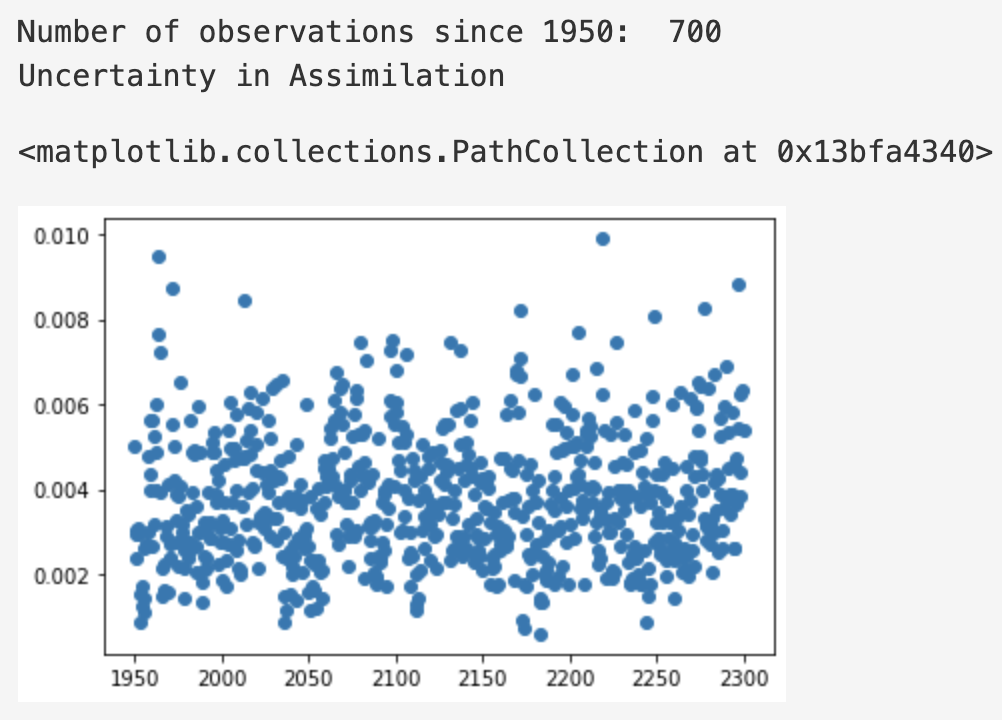 Number of observations since 1950:  700
Uncertainty in Assimilation
<matplotlib.collections.PathCollection at 0x13bfa4340>
0.010
0.008
0.006
0.004
0.002
1950 2000 2050 2100 2150 2200 2250 2300